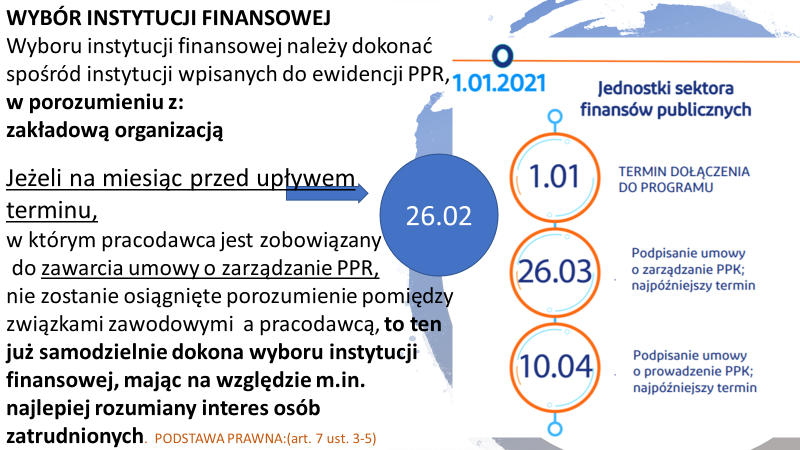 WYBÓR INSTYTUCJI FINANSOWEJ
Wyboru instytucji finansowej należy dokonać
spośród instytucji wpisanych do ewidencji PPR,
w porozumieniu z:
zakładową organizacją
Jeżeli na miesiąc przed upływem
terminu,
w którym pracodawca jest zobowiązany
do zawarcia umowy o zarządzanie PPR,
nie zostanie osiągnięte porozumienie pomiędzy
związkami zawodowymi a pracodawcą, to ten
już samodzielnie dokona wyboru instytucji
finansowej, mając na względzie m.in.
najlepiej rozumiany interes osób
zatrudnionych. PODSTAWA PRAWNA:(art. 7 ust. 3-5)
26.02
1.01.2021
Jednostki sektora
finansów publicznych
1.01
TERMIN DOŁĄCZENIA
DO PROGRAMU
26.03
Podpisanie umowy
o zarządzanie PPK;
najpóźniejszy termin
10.04
Podpisanie umowy
o prowadzenie PPK;
najpóźniejszy termin